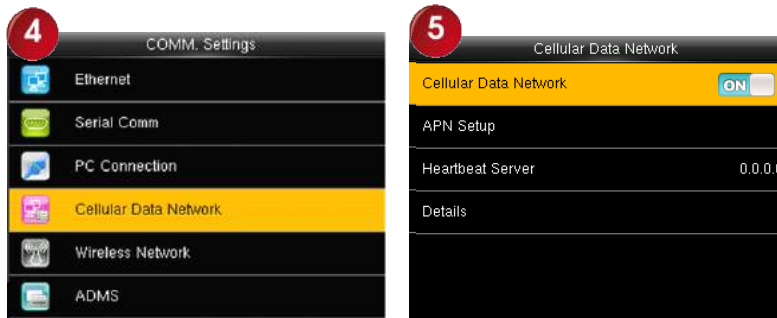 4
COMM. Settings
Ethernet
Serial Comm
PC Connection
Cellular Data Network
Wireless Network
ADMS
5
Cellular Data Network
Cellular Data Network ON
APN Setup
Heartbeat Server 0.0.0.
Details